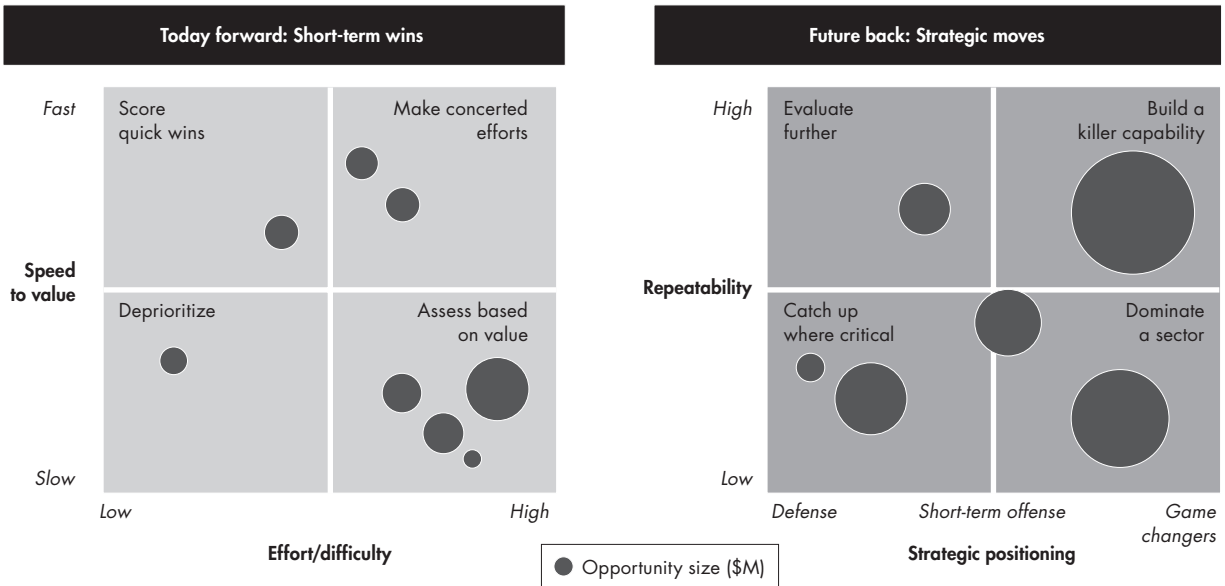 Today forward: Short-term wins
Fast
Score
quick wins
Make concerted
efforts
Speed
to value
Deprioritize
Assess based
on value
Slow
Low
High
Effort/difficulty
Future back: Strategic moves
High
Evaluate
further
Build a
killer capability
Repeatability
Catch up
where critical
Dominate
a sector
Low
Defense
Short-term offense
Game
changers
Strategic positioning
Opportunity size ($M)